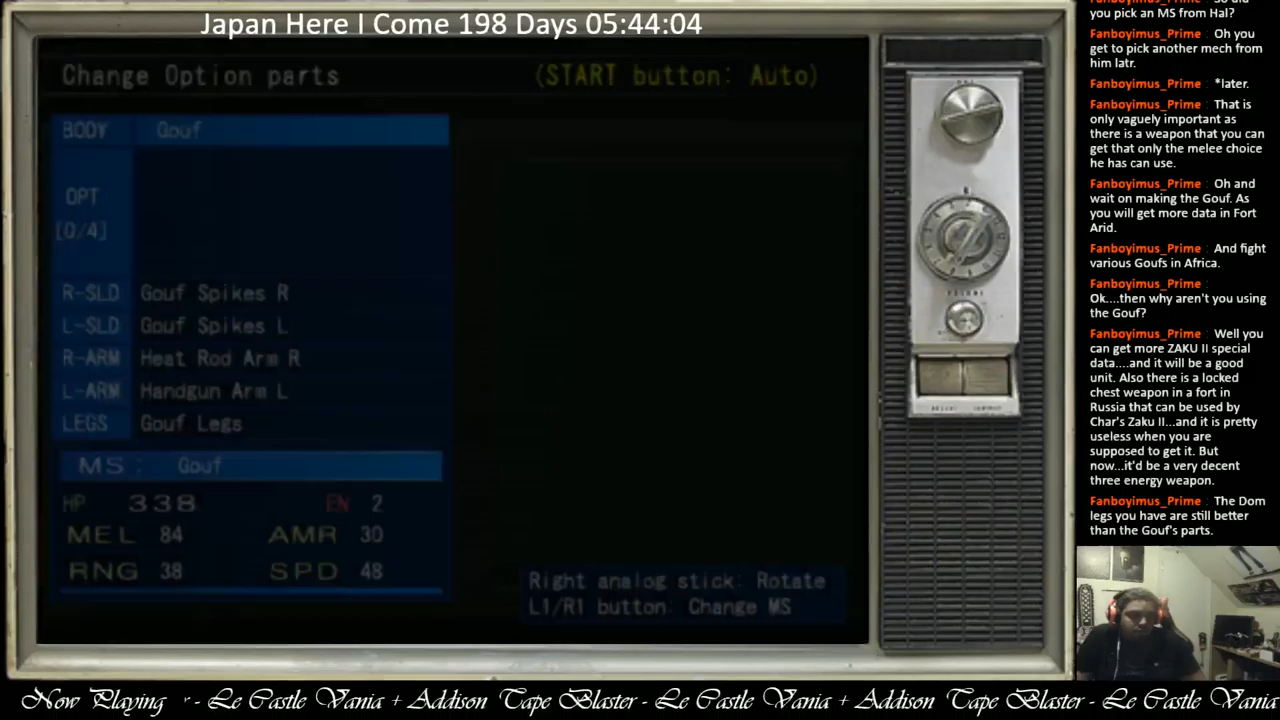 Japan Here I Come 198 Days 05:44:04
Change Option parts
(START button: Auto)
BODY Gouf
OPT
[0/4]
R-SLD Gouf Spikes R
L-SLD Gouf Spikes L
R-ARM Heat Rod Arm R
L-ARM Handgun Arm L
LEGS Gouf Legs
MS: Gouf
HP 338 EN 2
MEL 84 AMR 30
RNG 38 SPD 48
Right analog stick: Rotate
L1/R1 button: Change MS
you pick an MS from Hal?
Fanboyimus_Prime : Oh you
get to pick another mech from
him latr.
Fanboyimus_Prime : *later.
Fanboyimus_Prime : That is
only vaguely important as
there is a weapon that you can
get that only the melee choice
he has can use.
Fanboyimus_Prime : Oh and
wait on making the Gouf. As
you will get more data in Fort
Arid.
Fanboyimus_Prime : And fight
various Goufs in Africa.
Fanboyimus_Prime :
Ok....then why aren't you using
the Gouf?
Fanboyimus_Prime : Well you
can get more ZAKU II special
data....and it will be a good
unit. Also there is a locked
chest weapon in a fort in
Russia that can be used by
Char's Zaku II...and it is pretty
useless when you are
supposed to get it. But
now...it'd be a very decent
three energy weapon.
Fanboyimus_Prime : The Dom
legs you have are still better
than the Gouf's parts.
Now Playing r - Le Castle Vania + Addison Tape Blaster - Le Castle Vania + Addison Tape Blaster - Le Castle Vania